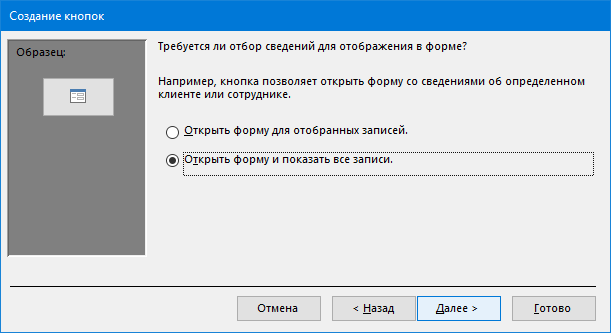 Создание кнопок
Образец:
Требуется ли отбор сведений для отображения в форме?
Например, кнопка позволяет открыть форму со сведениями об определенном
клиенте или сотруднике.
Открыть форму для отобранных записей.
Открыть форму и показать все записи.
Отмена
< Назад
Далее >
Готово